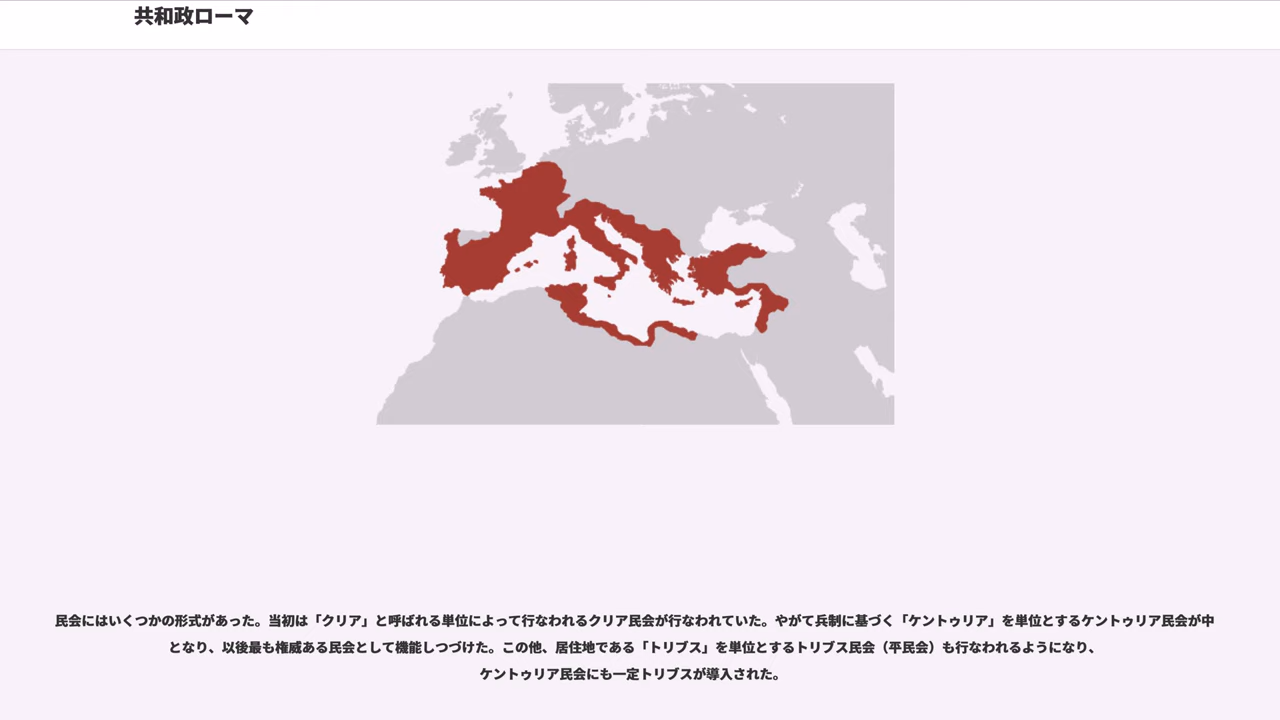 共和政ローマ
民会にはいくつかの形式があった。当初は「クリア」と呼ばれる単位によって行なわれるクリア民会が行なわれていた。やがて兵制に基づく「ケントゥリア」を単位とするケントゥリア民会が中
となり、以後最も権威ある民会として機能しつづけた。この他、居住地である「トリブス」を単位とするトリブス民会（平民会）も行なわれるようになり、
ケントゥリア民会にも一定トリブスが導入された。